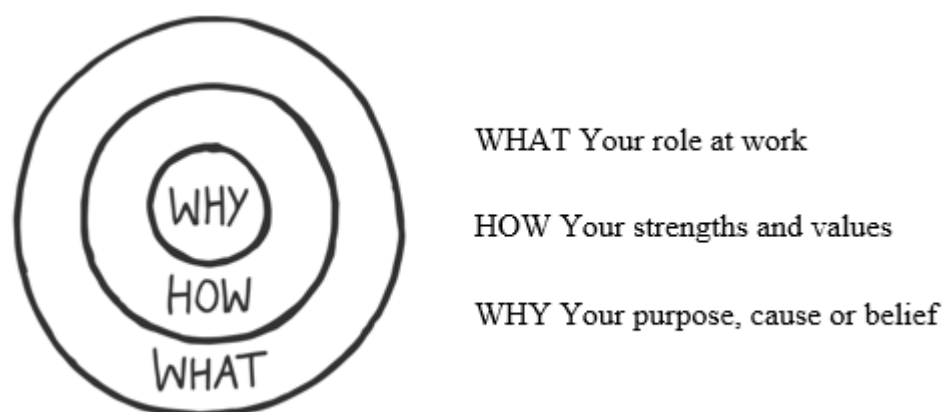 WHY
HOW
WHAT
WHAT Your role at work
HOW Your strengths and values
WHY Your purpose, cause or belief